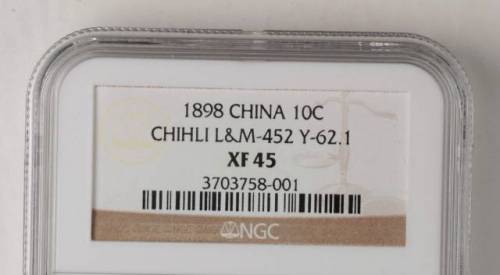 1898 CHINA 10C
CHIHLI L&M-452 Y-62.1
XF 45
3703758-001
NGC